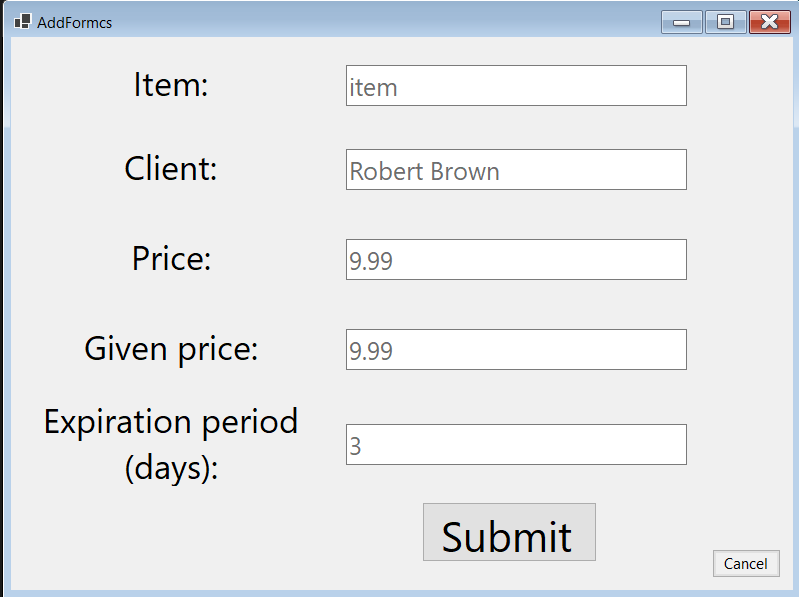 AddFormcs
Item:
item
Client:
Robert Brown
Price:
9.99
Given price:
9.99
Expiration period
(days):
3
Submit
Cancel